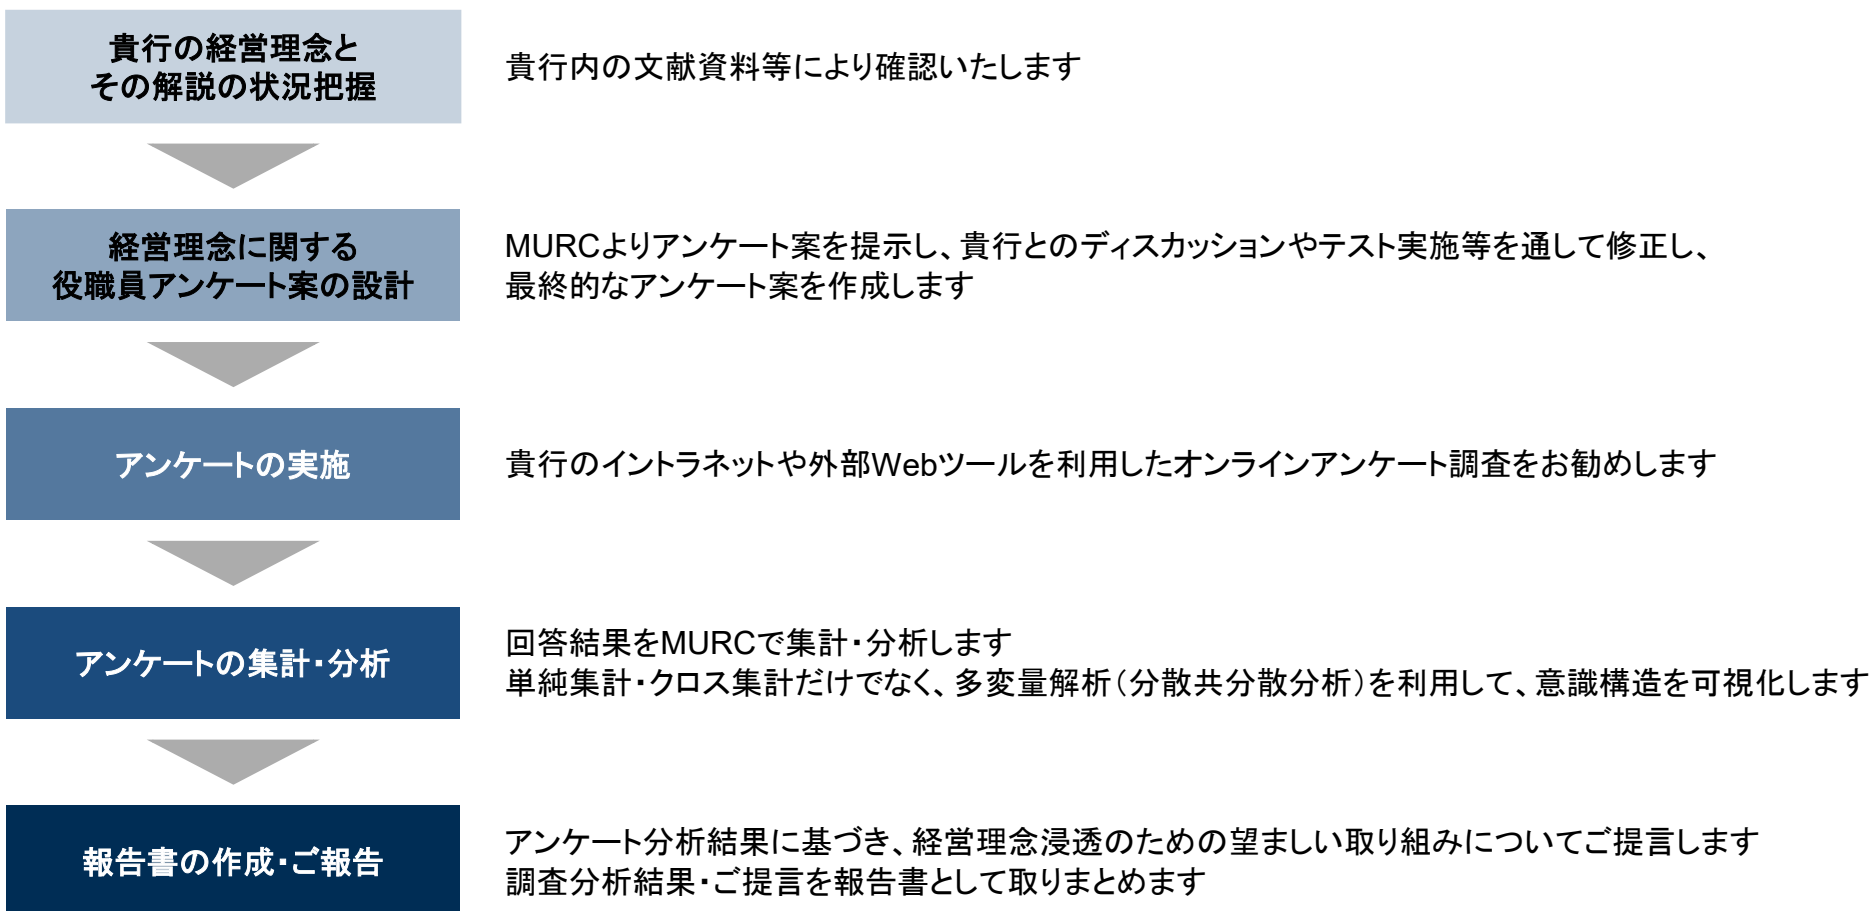 貴行の経営理念と
その解説の状況把握
貴行内の文献資料等により確認いたします
経営理念に関する
役職員アンケート案の設計
MURCよりアンケート案を提示し、貴行とのディスカッションやテスト実施等を通して修正し、
最終的なアンケート案を作成します
アンケートの実施
貴行のイントラネットや外部Webツールを利用したオンラインアンケート調査をお勧めします
アンケートの集計・分析
回答結果をMURCで集計・分析します
単純集計・クロス集計だけでなく、多変量解析(分散共分散分析)を利用して、意識構造を可視化します
報告書の作成・ご報告
アンケート分析結果に基づき、経営理念浸透のための望ましい取り組みについてご提言します
調査分析結果・ご提言を報告書として取りまとめます